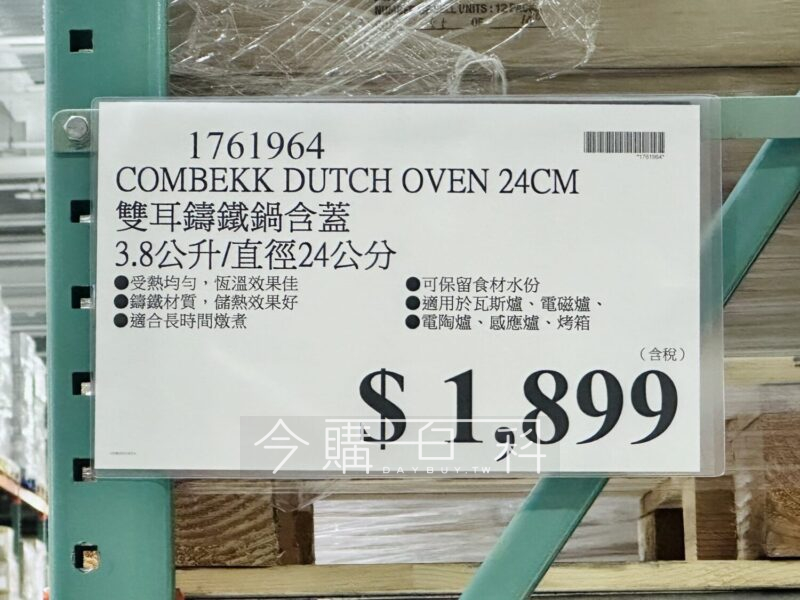 1761964
*1761964*
COMBEKK DUTCH OVEN 24CM
雙耳鑄鐵鍋含蓋
3.8公升/直徑24公分
●受熱均勻，恆溫效果佳
●鑄鐵材質，儲熱效果好
●適合長時間燉煮
●可保留食材水份
●適用於瓦斯爐、電磁爐、
●電陶爐、感應爐、烤箱
（含稅）
$ 1,899
今購百科
DAYBUY.TW